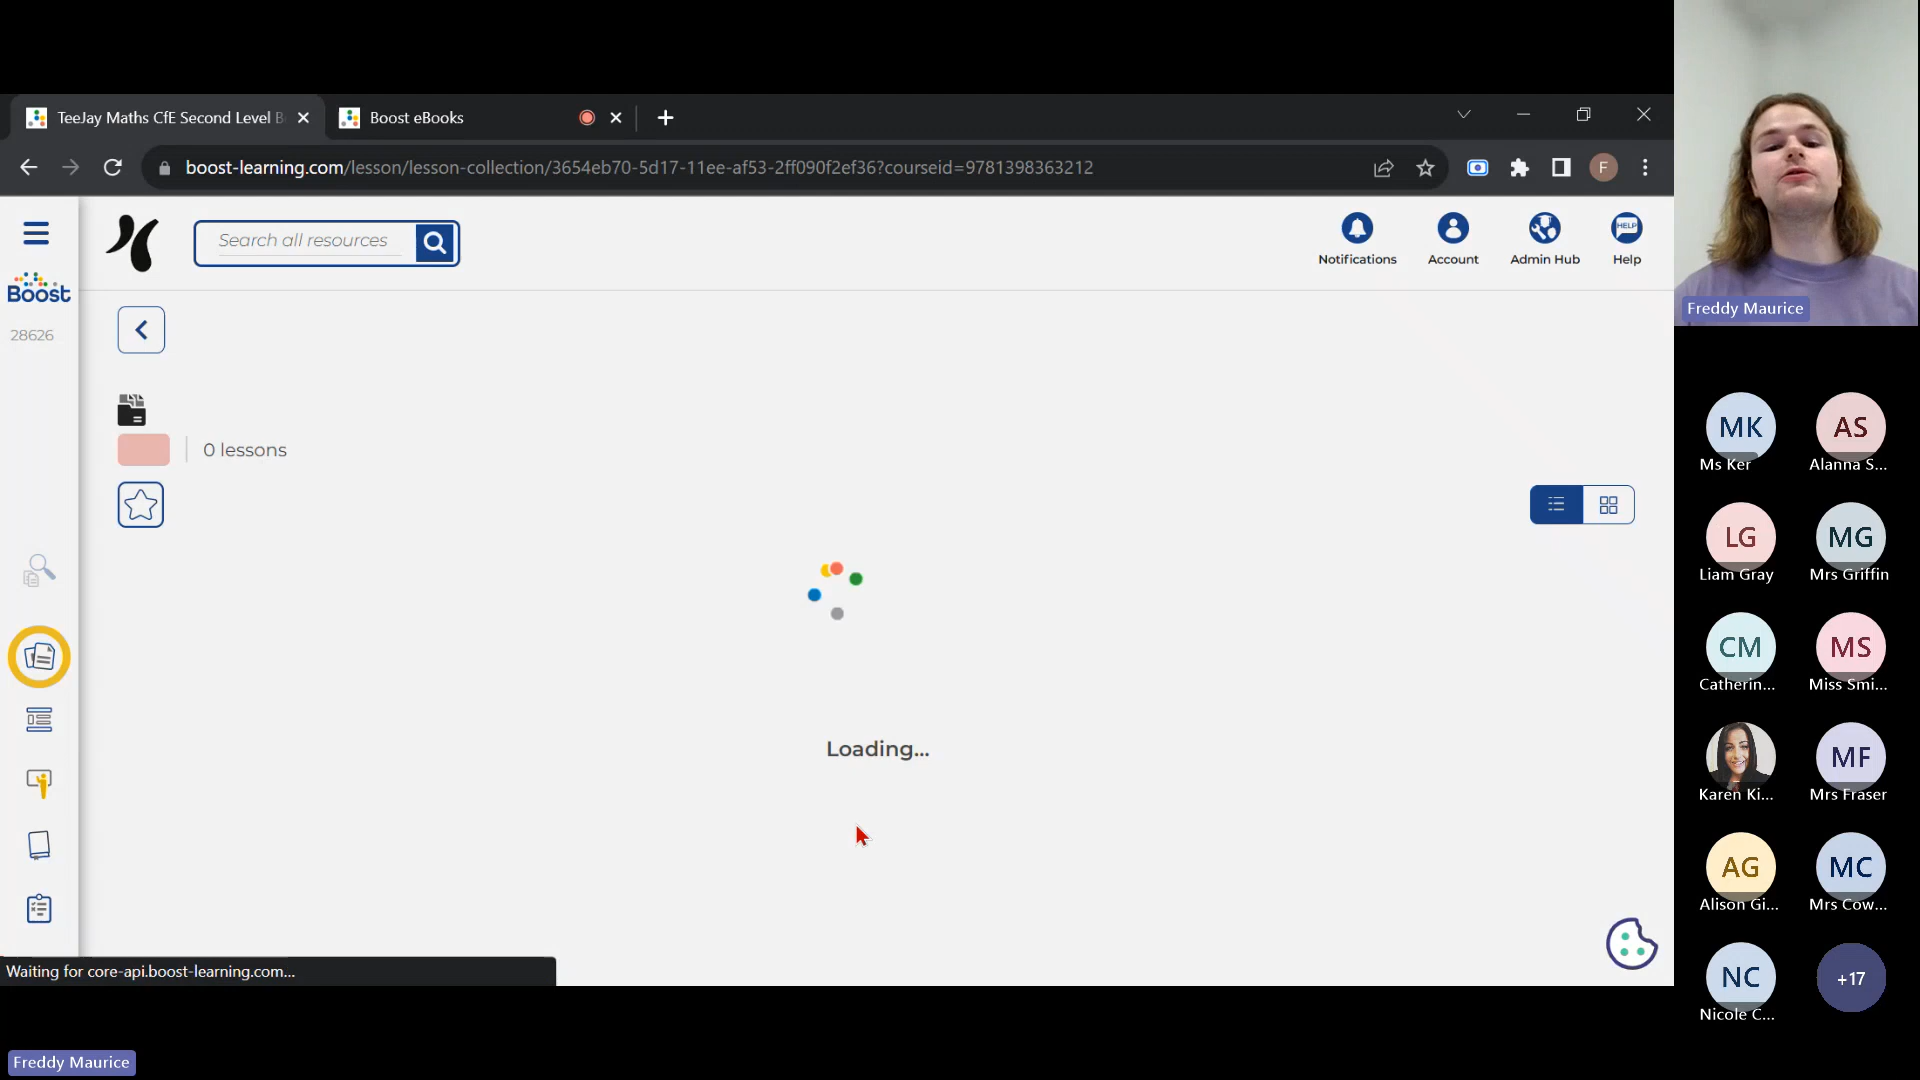 TeeJay Maths CfE Second Level B
Boost eBooks
boost-learning.com/lesson/lesson-collection/3654eb70-5d17-11ee-af53-2ff090f2ef36?courseid=9781398363212
F
Search all resources
Notifications
Account
Admin Hub
HELP
Help
Boost
28626
0 lessons
Loading...
Waiting for core-api.boost-learning.com...
Freddy Maurice
Freddy Maurice
MK
AS
Ms Ker
Alanna S...
LG
MG
Liam Gray
Mrs Griffin
CM
MS
Catherin...
Miss Smi...
MF
Karen Ki...
Mrs Fraser
AG
MC
Alison Gi...
Mrs Cow...
NC
+17
Nicole C...